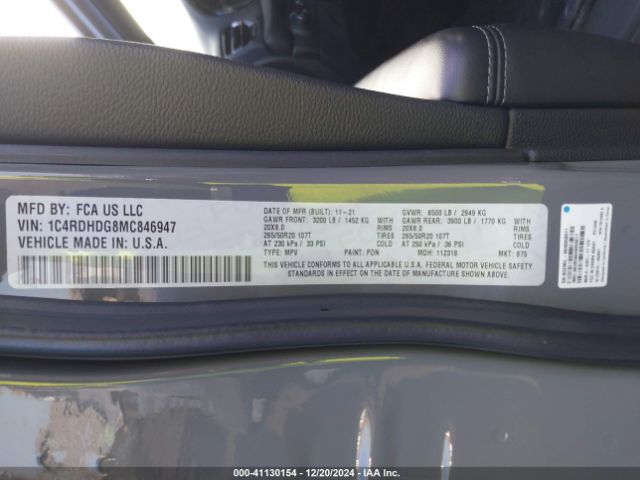 MFD BY: FCA US LLC
VIN: 1C4RDHDG8MC846947
VEHICLE MADE IN: U.S.A.
DATE OF MFR (BUILT): 11-21
GAWR FRONT: 3200 LB / 1452 KG WITH
20X8.0 RIMS
265/50R20 107T TIRES
AT 230 kPa / 33 PSI COLD
TYPE: MPV PAINT: PDN
GVWR: 6500 LB / 2949 KG
GAWR REAR: 3900 LB / 1770 KG WITH
20X8.0 RIMS
265/50R20 107T TIRES
AT 250 kPa / 36 PSI COLD
MDH: 112318 MKT: B75
THIS VEHICLE CONFORMS TO ALL APPLICABLE U.S.A. FEDERAL MOTOR VEHICLE SAFETY
STANDARDS IN EFFECT ON THE DATE OF MANUFACTURE SHOWN ABOVE.
000-41130154 - 12/20/2024 - IAA Inc.